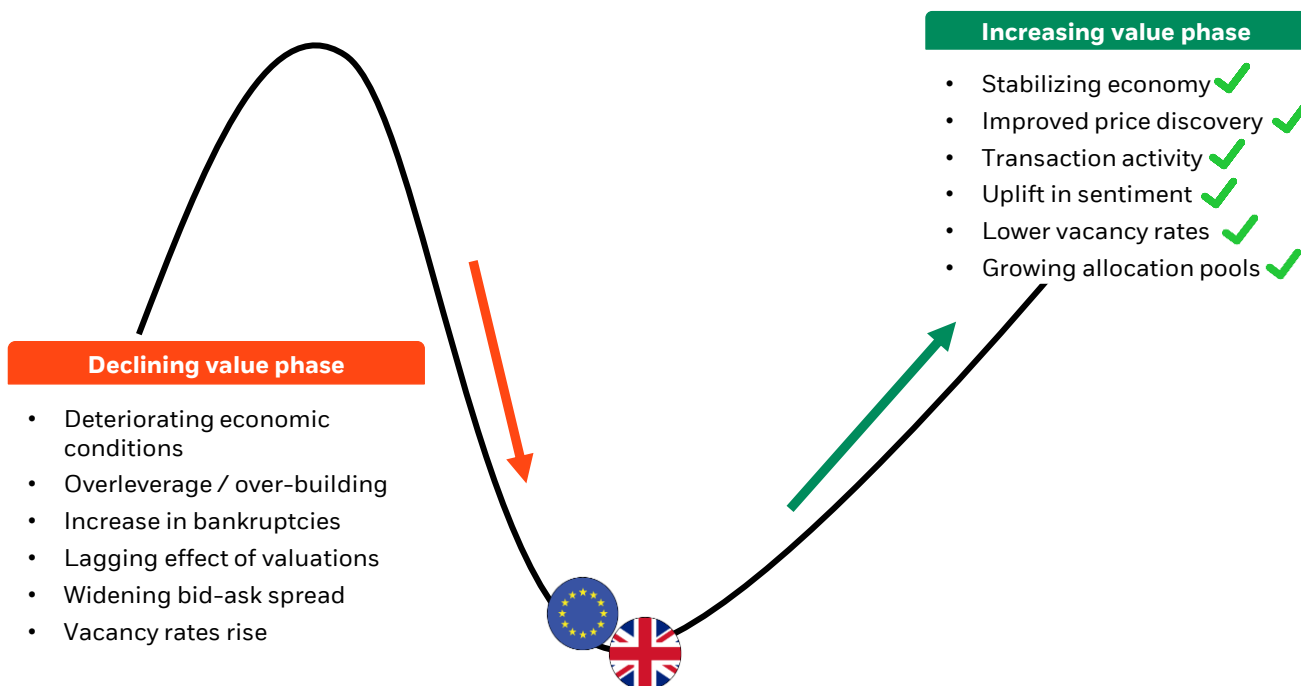 Increasing value phase
• Stabilizing economy
• Improved price discovery
• Transaction activity
• Uplift in sentiment
• Lower vacancy rates
• Growing allocation pools
Declining value phase
• Deteriorating economic
conditions
• Overleverage / over-building
• Increase in bankruptcies
• Lagging effect of valuations
• Widening bid-ask spread
• Vacancy rates rise